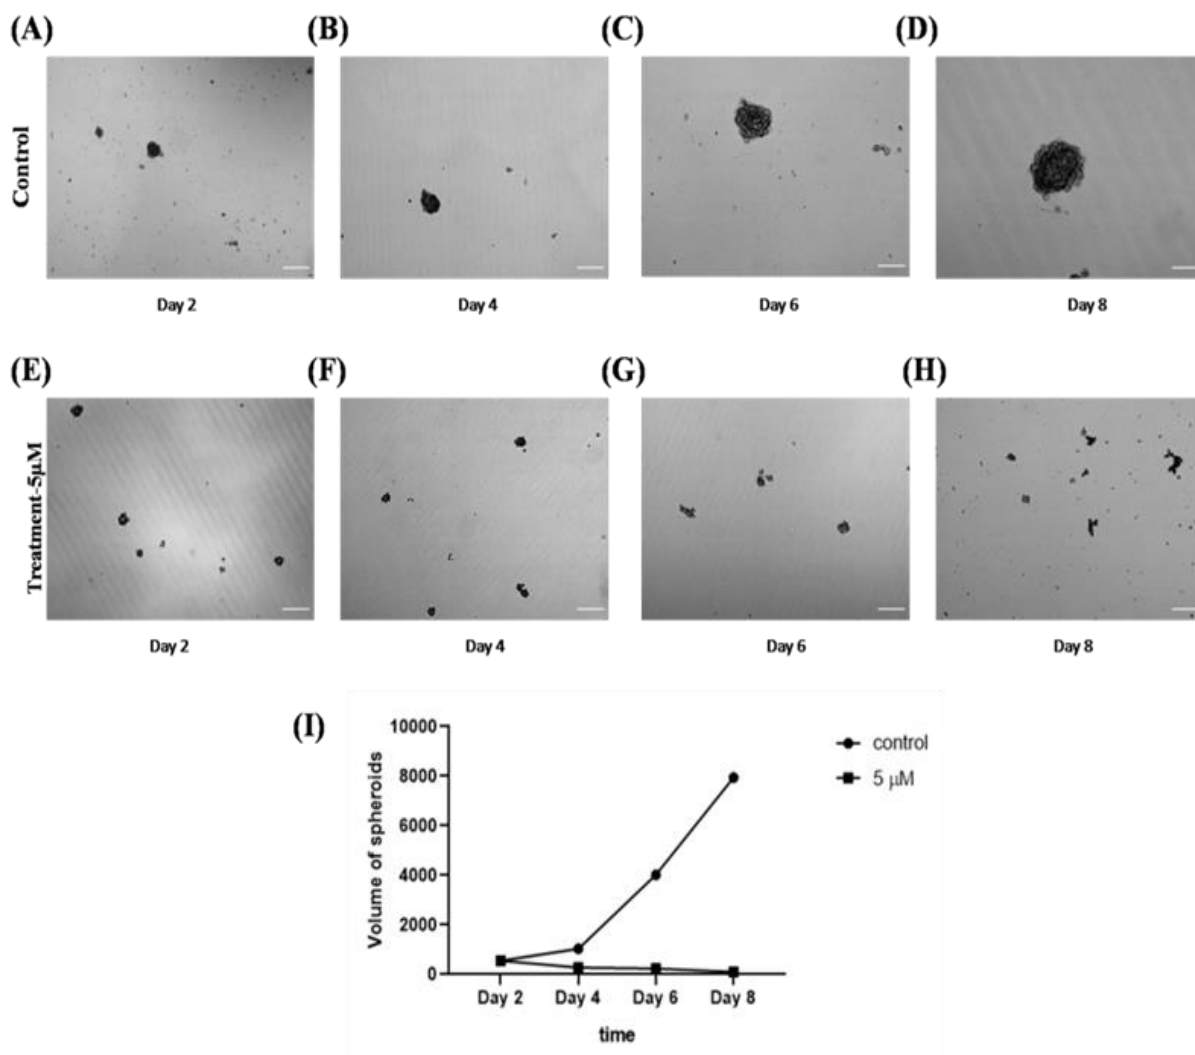 (A) (B) (C) (D)
Control
Day 2 Day 4 Day 6 Day 8
(E) (F) (G) (H)
Treatment-5μM
Day 2 Day 4 Day 6 Day 8
(I)
10000
8000
6000
4000
2000
0
Volume of spheroids
control
5 μM
Day 2 Day 4 Day 6 Day 8
time